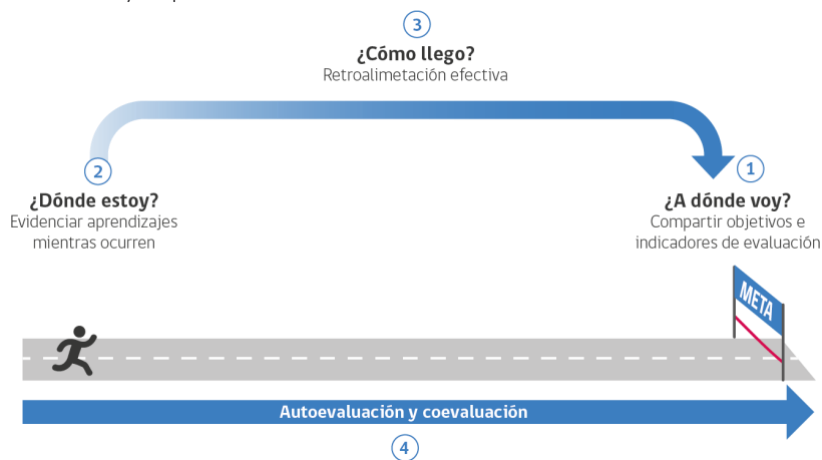 3
¿Cómo llego?
Retroalimetación efectiva
2
¿Dónde estoy?
Evidenciar aprendizajes
mientras ocurren
1
¿A dónde voy?
Compartir objetivos e
indicadores de evaluación
META
Autoevaluación y coevaluación
4